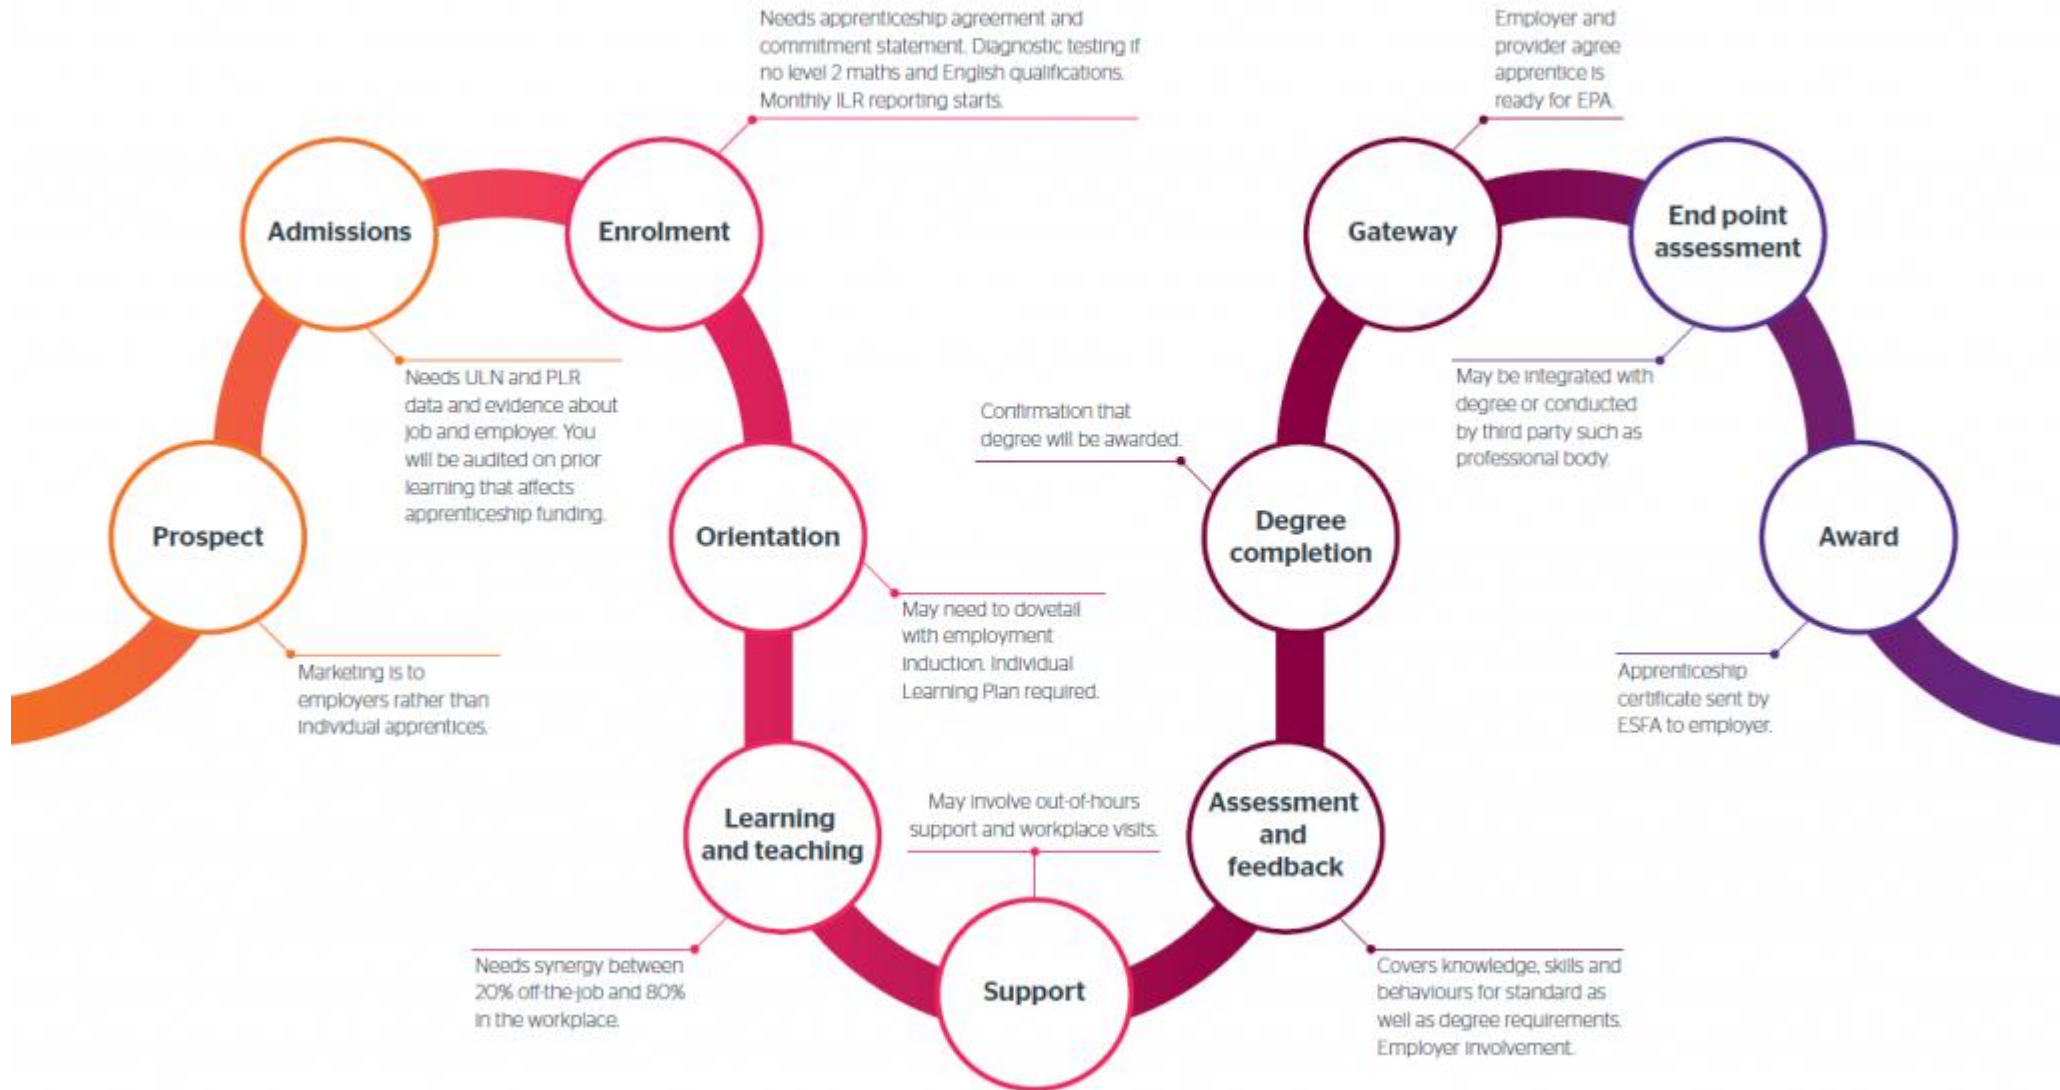 Prospect
Marketing is to
employers rather than
individual apprentices.
Admissions
Needs ULN and PLR
data and evidence about
job and employer. You
will be audited on prior
learning that affects
apprenticeship funding.
Enrolment
Needs apprenticeship agreement and
commitment statement. Diagnostic testing if
no level 2 maths and English qualifications.
Monthly ILR reporting starts.
Orientation
May need to dovetail
with employment
induction. Individual
Learning Plan required.
Learning
and teaching
Needs synergy between
20% off-the-job and 80%
in the workplace.
Support
May involve out-of-hours
support and workplace visits.
Assessment
and
feedback
Covers knowledge, skills and
behaviours for standard as
well as degree requirements.
Employer involvement.
Degree
completion
Confirmation that
degree will be awarded.
Gateway
Employer and
provider agree
apprentice is
ready for EPA.
End point
assessment
May be integrated with
degree or conducted
by third party such as
professional body.
Award
Apprenticeship
certificate sent by
ESFA to employer.